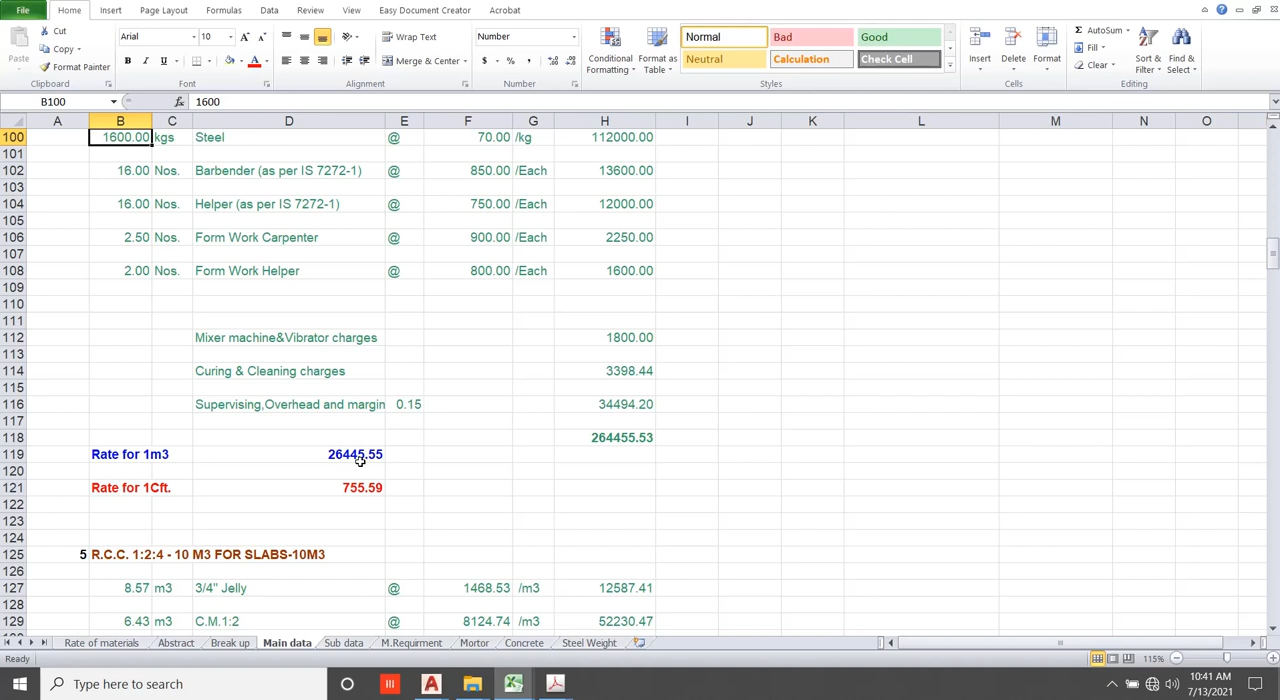 File Home Insert Page Layout Formulas Data Review View Easy Document Creator Acrobat
Cut Copy Format Painter Paste Clipboard
Arial 10 A A B I U A Font
Wrap Text Merge & Center Alignment
Number $ % , Number
Conditional Formatting Format as Table Normal Bad Good Neutral Calculation Check Cell Styles
Insert Delete Format Cells
Σ AutoSum Fill Clear Sort & Filter Find & Select Editing
B100 fx 1600
A B C D E F G H I J K L M N O
100 1600.00 kgs Steel @ 70.00 /kg 112000.00
101
102 16.00 Nos. Barbender (as per IS 7272-1) @ 850.00 /Each 13600.00
103
104 16.00 Nos. Helper (as per IS 7272-1) @ 750.00 /Each 12000.00
105
106 2.50 Nos. Form Work Carpenter @ 900.00 /Each 2250.00
107
108 2.00 Nos. Form Work Helper @ 800.00 /Each 1600.00
109
110
111
112 Mixer machine&Vibrator charges 1800.00
113
114 Curing & Cleaning charges 3398.44
115
116 Supervising,Overhead and margin 0.15 34494.20
117
118 264455.53
119 Rate for 1m3 26445.55
120
121 Rate for 1Cft. 755.59
122
123
124
125 5 R.C.C. 1:2:4 - 10 M3 FOR SLABS-10M3
126
127 8.57 m3 3/4" Jelly @ 1468.53 /m3 12587.41
128
129 6.43 m3 C.M.1:2 @ 8124.74 /m3 52230.47
Rate of materials Abstract Break up Main data Sub data M.Requirment Mortor Concrete Steel Weight
Ready 115%
Type here to search 10:41 AM
7/13/2021